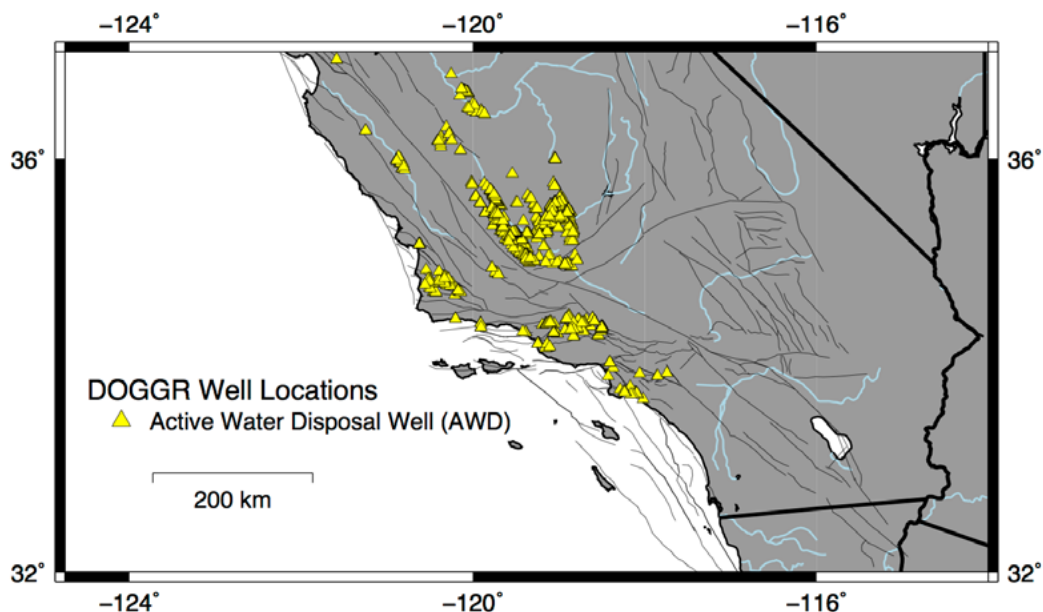 −124˚ −120˚ −116˚
36˚ 36˚
DOGGR Well Locations
Active Water Disposal Well (AWD)
200 km
32˚ 32˚
−124˚ −120˚ −116˚